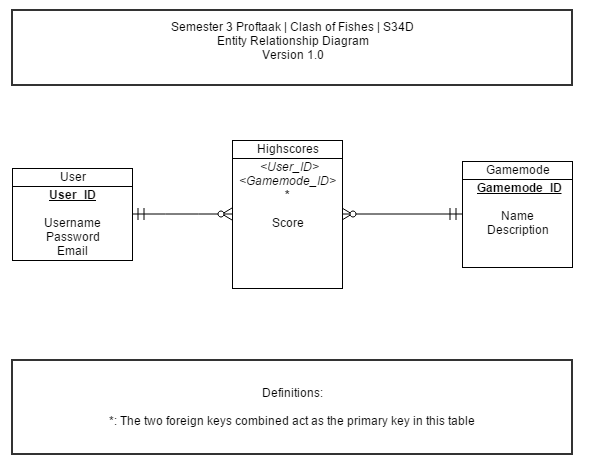 Semester 3 Proftaak | Clash of Fishes | S34D
Entity Relationship Diagram
Version 1.0
User
User_ID
Username
Password
Email
Highscores
<User_ID>
<Gamemode_ID>
*
Score
Gamemode
Gamemode_ID
Name
Description
Definitions:
*: The two foreign keys combined act as the primary key in this table